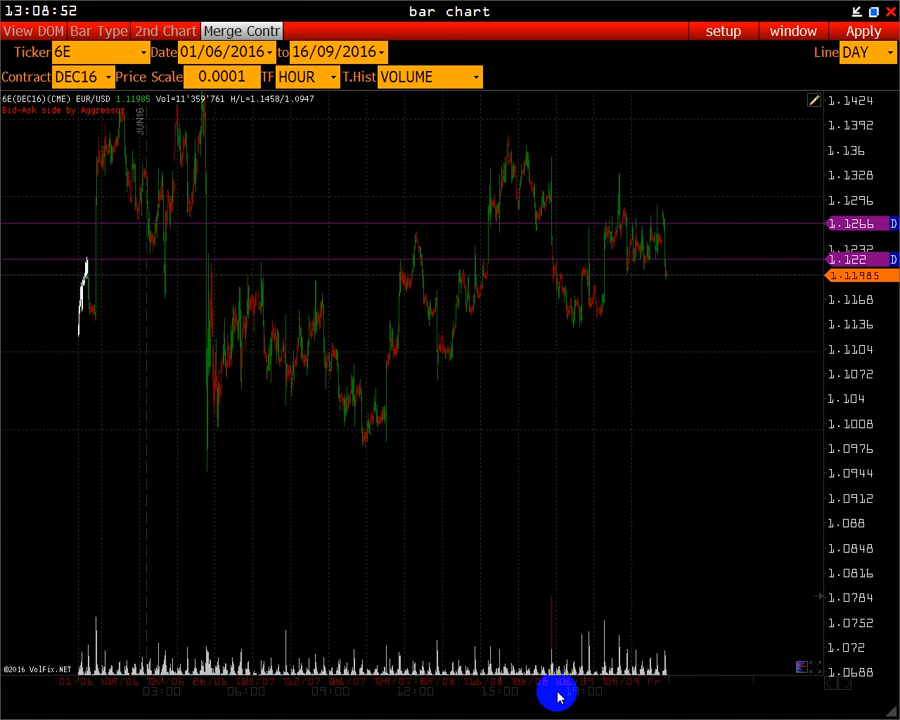 13:08:52 bar chart
View DOM Bar Type 2nd Chart Merge Contr setup window Apply
Ticker 6E Date 01/06/2016 to 16/09/2016 Line DAY
Contract DEC16 Price Scale 0.0001 TF HOUR T.Hist VOLUME
6E(DEC16)(CME) EUR/USD 1.11985 Vol=11'359'761 H/L=1.1458/1.0947
Bid-Ask side by Aggressor
JUN16
1.1424
1.1392
1.136
1.1328
1.1296
1.1266 D
1.1232
1.122 D
1.11985
1.1168
1.1136
1.1104
1.1072
1.104
1.1008
1.0976
1.0944
1.0912
1.088
1.0848
1.0816
1.0784
1.0752
1.072
1.0688
©2016 VolFix.NET
03:00 06:00 09:00 12:00 15:00